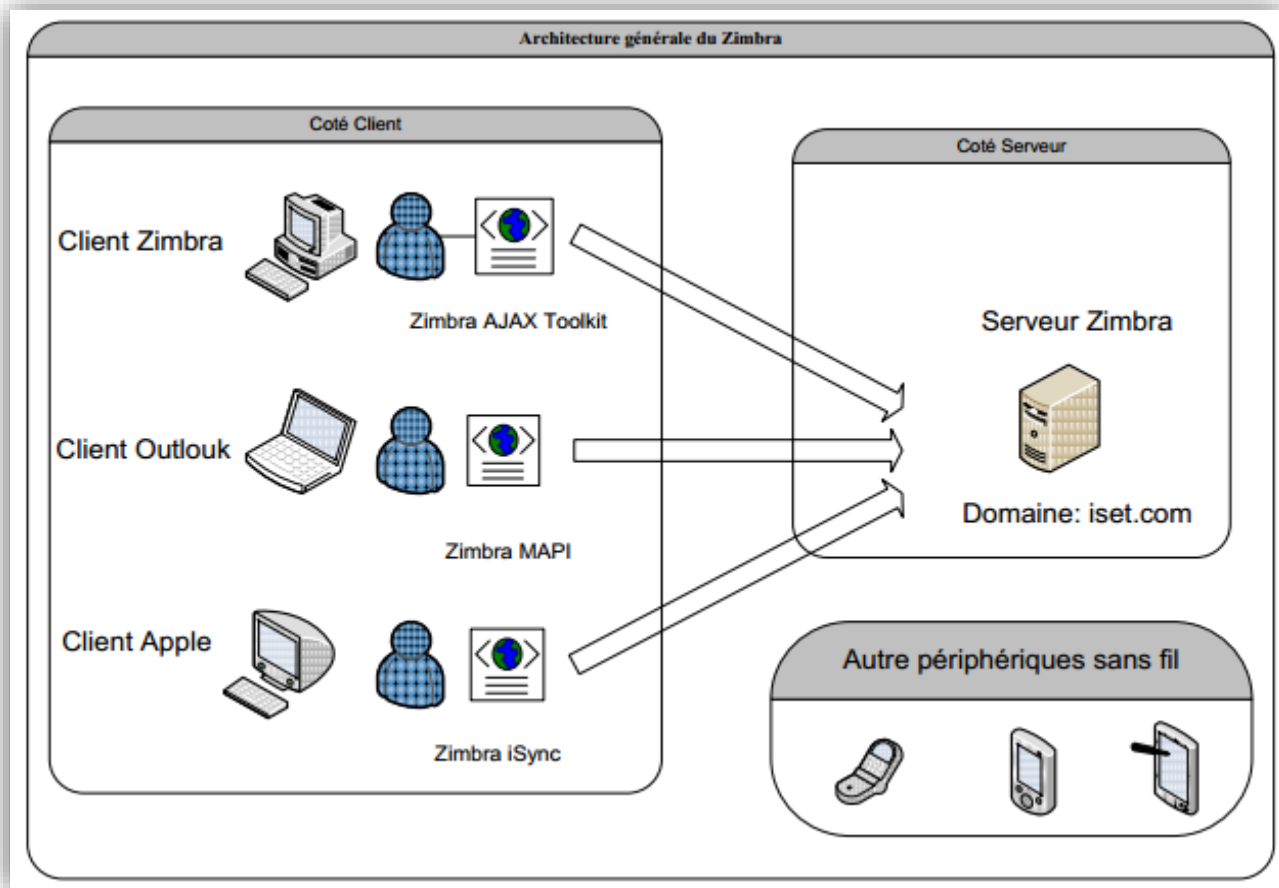 Architecture générale du Zimbra
Coté Client
Client Zimbra
Zimbra AJAX Toolkit
Client Outlouk
Zimbra MAPI
Client Apple
Zimbra iSync
Coté Serveur
Serveur Zimbra
Domaine: iset.com
Autre périphériques sans fil